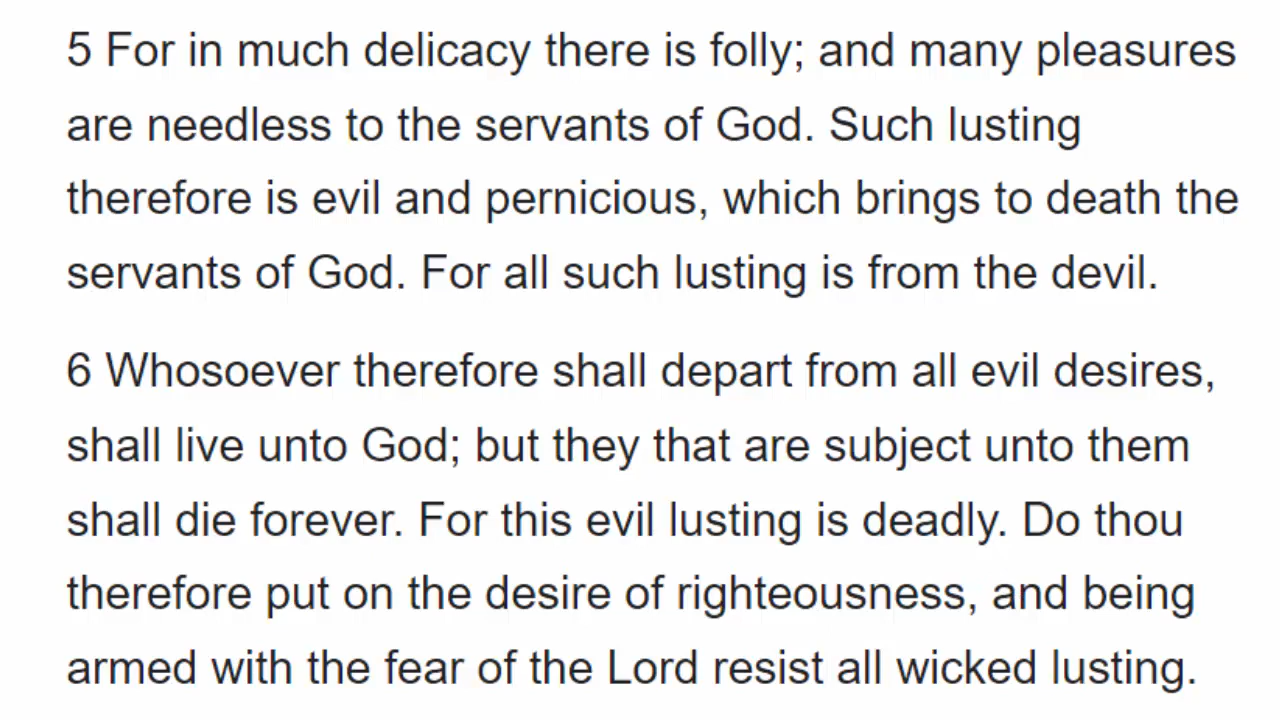 5 For in much delicacy there is folly; and many pleasures
are needless to the servants of God. Such lusting
therefore is evil and pernicious, which brings to death the
servants of God. For all such lusting is from the devil.
6 Whosoever therefore shall depart from all evil desires,
shall live unto God; but they that are subject unto them
shall die forever. For this evil lusting is deadly. Do thou
therefore put on the desire of righteousness, and being
armed with the fear of the Lord resist all wicked lusting.